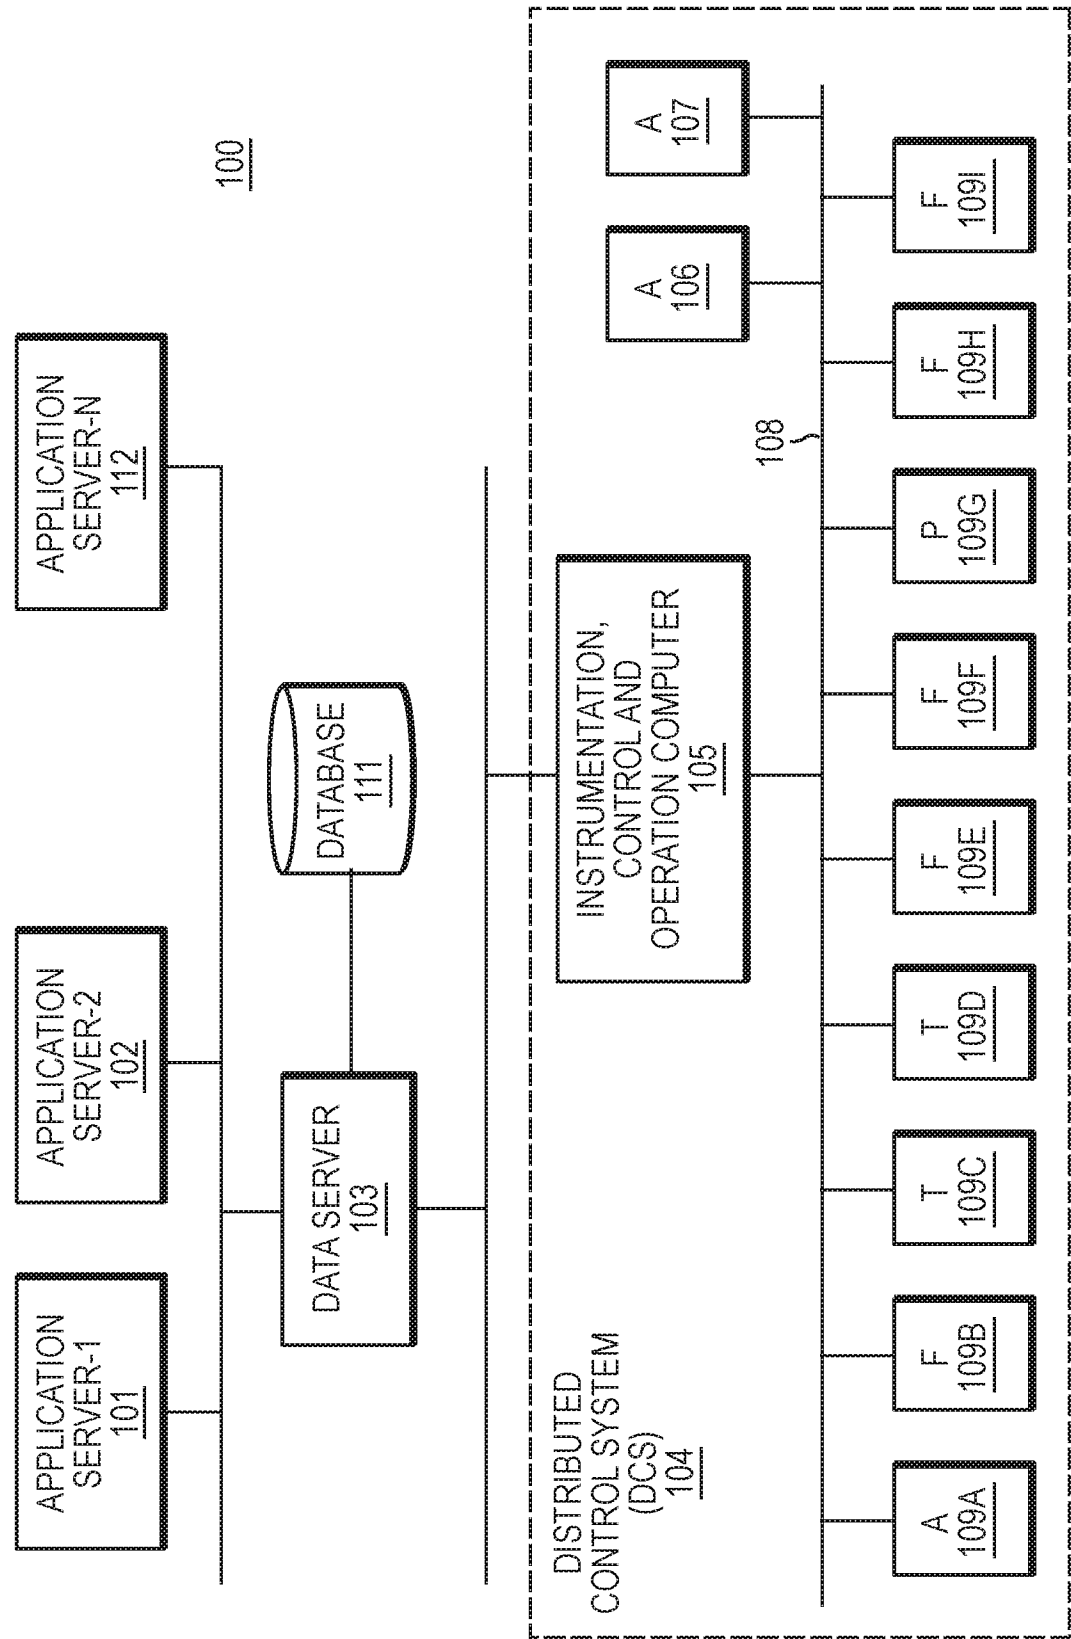 100
APPLICATION
SERVER-1
101
APPLICATION
SERVER-2
102
APPLICATION
SERVER-N
112
DATA SERVER
103
DATABASE
111
DISTRIBUTED
CONTROL SYSTEM
(DCS)
104
INSTRUMENTATION,
CONTROL AND
OPERATION COMPUTER
105
A
106
A
107
108
A
109A
F
109B
T
109C
T
109D
F
109E
F
109F
P
109G
F
109H
F
109I